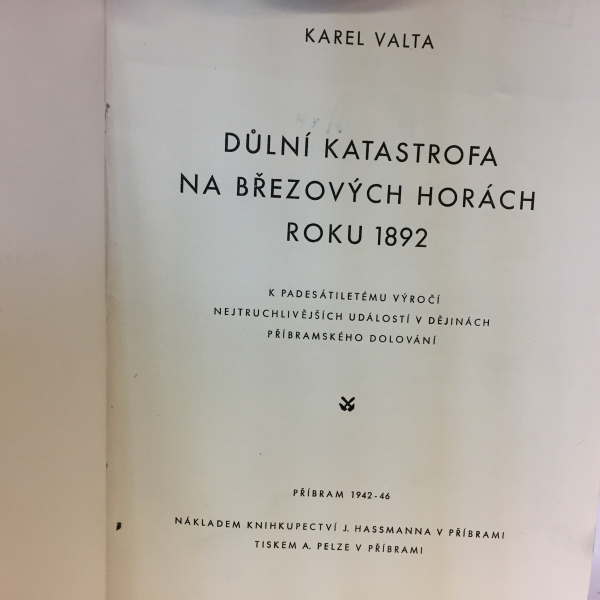 KAREL VALTA
DŮLNÍ KATASTROFA
NA BŘEZOVÝCH HORÁCH
ROKU 1892
K PADESÁTILETÉMU VÝROČÍ
NEJTRUCHLIVĚJŠÍCH UDÁLOSTÍ V DĚJINÁCH
PŘÍBRAMSKÉHO DOLOVÁNÍ
PŘÍBRAM 1942-46
NÁKLADEM KNIHKUPECTVÍ J. HASSMANNA V PŘÍBRAMI
TISKEM A. PELZE V PŘÍBRAMI